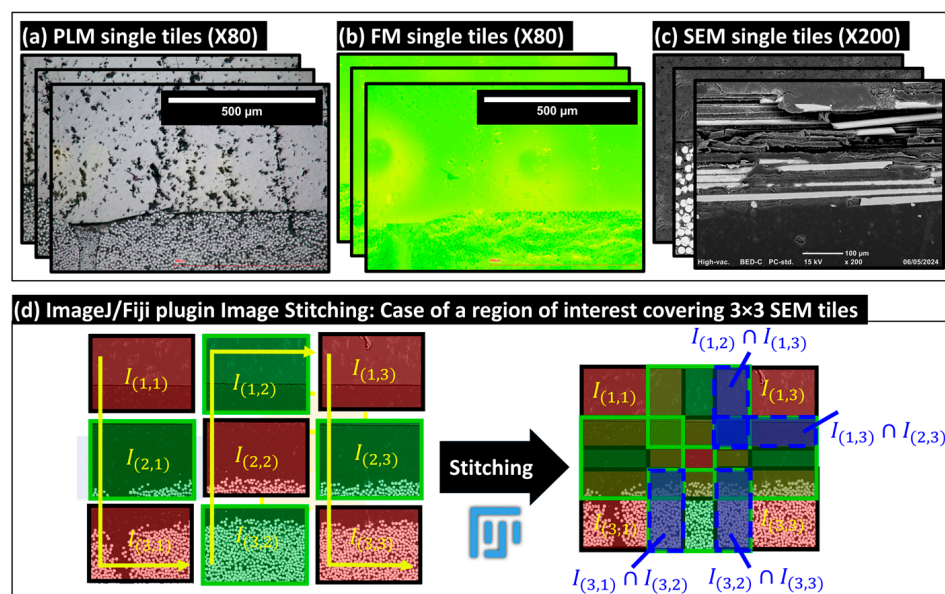 (a) PLM single tiles (X80)
500 µm
(b) FM single tiles (X80)
500 µm
(c) SEM single tiles (X200)
100 µm
High-vac. BED-C PC-std. 15 kV x 200 06/05/2024
(d) ImageJ/Fiji plugin Image Stitching: Case of a region of interest covering 3×3 SEM tiles
I(1,1)
I(1,2)
I(1,3)
I(2,1)
I(2,2)
I(2,3)
I(3,1)
I(3,2)
I(3,3)
Stitching
I(1,2) ∩ I(1,3)
I(1,1)
I(1,3)
I(1,3) ∩ I(2,3)
I(3,1)
I(3,3)
I(3,1) ∩ I(3,2)
I(3,2) ∩ I(3,3)